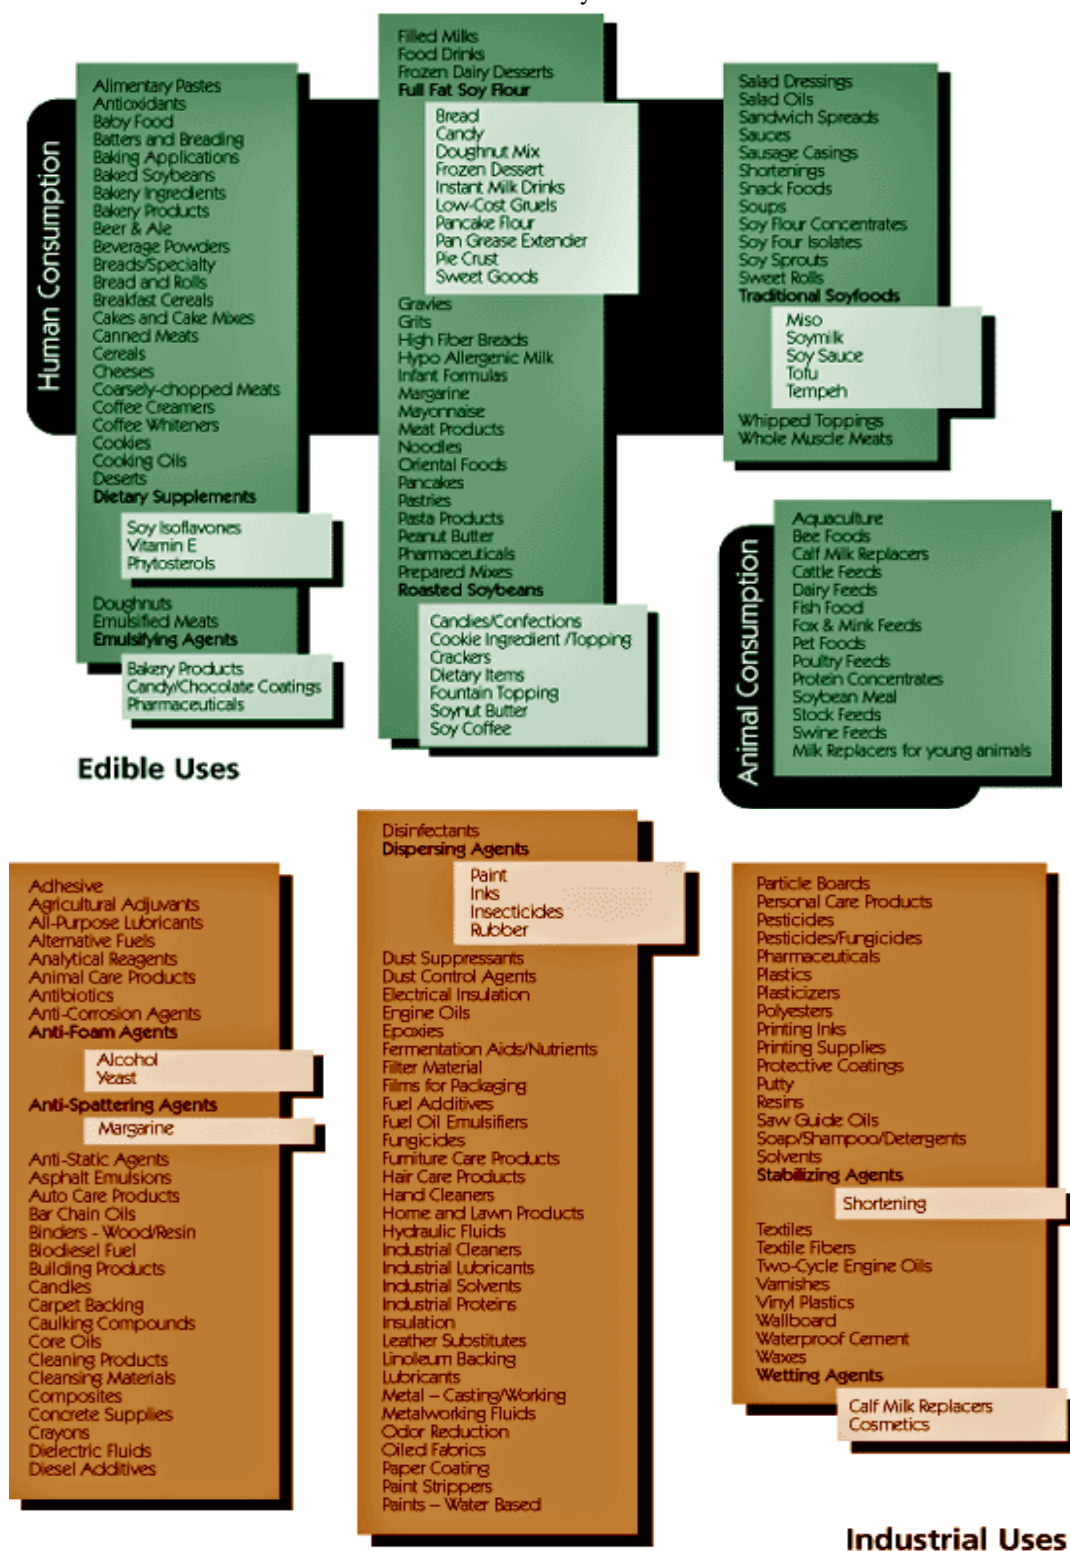 Human Consumption
Alimentary Pastes
Antioxidants
Baby Food
Batters and Breading
Baking Applications
Baked Soybeans
Bakery Ingredients
Bakery Products
Beer & Ale
Beverage Powders
Breads/Specialty
Bread and Rolls
Breakfast Cereals
Cakes and Cake Mixes
Canned Meats
Cereals
Cheeses
Coarsely-chopped Meats
Coffee Creamers
Coffee Whiteners
Cookies
Cooking Oils
Deserts
Dietary Supplements
Soy Isoflavones
Vitamin E
Phytosterols
Doughnuts
Emulsified Meats
Emulsifying Agents
Bakery Products
Candy/Chocolate Coatings
Pharmaceuticals
Filled Milks
Food Drinks
Frozen Dairy Desserts
Full Fat Soy Flour
Bread
Candy
Doughnut Mix
Frozen Dessert
Instant Milk Drinks
Low-Cost Gruels
Pancake Flour
Pan Grease Extender
Pie Crust
Sweet Goods
Gravies
Grits
High Fiber Breads
Hypo Allergenic Milk
Infant Formulas
Margarine
Mayonnaise
Meat Products
Noodles
Oriental Foods
Pancakes
Pastries
Pasta Products
Peanut Butter
Pharmaceuticals
Prepared Mixes
Roasted Soybeans
Candies/Confections
Cookie Ingredient /Topping
Crackers
Dietary Items
Fountain Topping
Soynut Butter
Soy Coffee
Salad Dressings
Salad Oils
Sandwich Spreads
Sauces
Sausage Casings
Shortenings
Snack Foods
Soups
Soy Flour Concentrates
Soy Four Isolates
Soy Sprouts
Sweet Rolls
Traditional Soyfoods
Miso
Soymilk
Soy Sauce
Tofu
Tempeh
Whipped Toppings
Whole Muscle Meats
Animal Consumption
Aquaculture
Bee Foods
Calf Milk Replacers
Cattle Feeds
Dairy Feeds
Fish Food
Fox & Mink Feeds
Pet Foods
Poultry Feeds
Protein Concentrates
Soybean Meal
Stock Feeds
Swine Feeds
Milk Replacers for young animals
Edible Uses
Adhesive
Agricultural Adjuvants
All-Purpose Lubricants
Alternative Fuels
Analytical Reagents
Animal Care Products
Antibiotics
Anti-Corrosion Agents
Anti-Foam Agents
Alcohol
Yeast
Anti-Spattering Agents
Margarine
Anti-Static Agents
Asphalt Emulsions
Auto Care Products
Bar Chain Oils
Binders - Wood/Resin
Biodiesel Fuel
Building Products
Candles
Carpet Backing
Caulking Compounds
Core Oils
Cleaning Products
Cleansing Materials
Composites
Concrete Supplies
Crayons
Dielectric Fluids
Diesel Additives
Disinfectants
Dispersing Agents
Paint
Inks
Insecticides
Rubber
Dust Suppressants
Dust Control Agents
Electrical Insulation
Engine Oils
Epoxies
Fermentation Aids/Nutrients
Filter Material
Films for Packaging
Fuel Additives
Fuel Oil Emulsifiers
Fungicides
Furniture Care Products
Hair Care Products
Hand Cleaners
Home and Lawn Products
Hydraulic Fluids
Industrial Cleaners
Industrial Lubricants
Industrial Solvents
Industrial Proteins
Insulation
Leather Substitutes
Linoleum Backing
Lubricants
Metal – Casting/Working
Metalworking Fluids
Odor Reduction
Oiled Fabrics
Paper Coating
Paint Strippers
Paints – Water Based
Particle Boards
Personal Care Products
Pesticides
Pesticides/Fungicides
Pharmaceuticals
Plastics
Plasticizers
Polyesters
Printing Inks
Printing Supplies
Protective Coatings
Putty
Resins
Saw Guide Oils
Soap/Shampoo/Detergents
Solvents
Stabilizing Agents
Shortening
Textiles
Textile Fibers
Two-Cycle Engine Oils
Varnishes
Vinyl Plastics
Wallboard
Waterproof Cement
Waxes
Wetting Agents
Calf Milk Replacers
Cosmetics
Industrial Uses